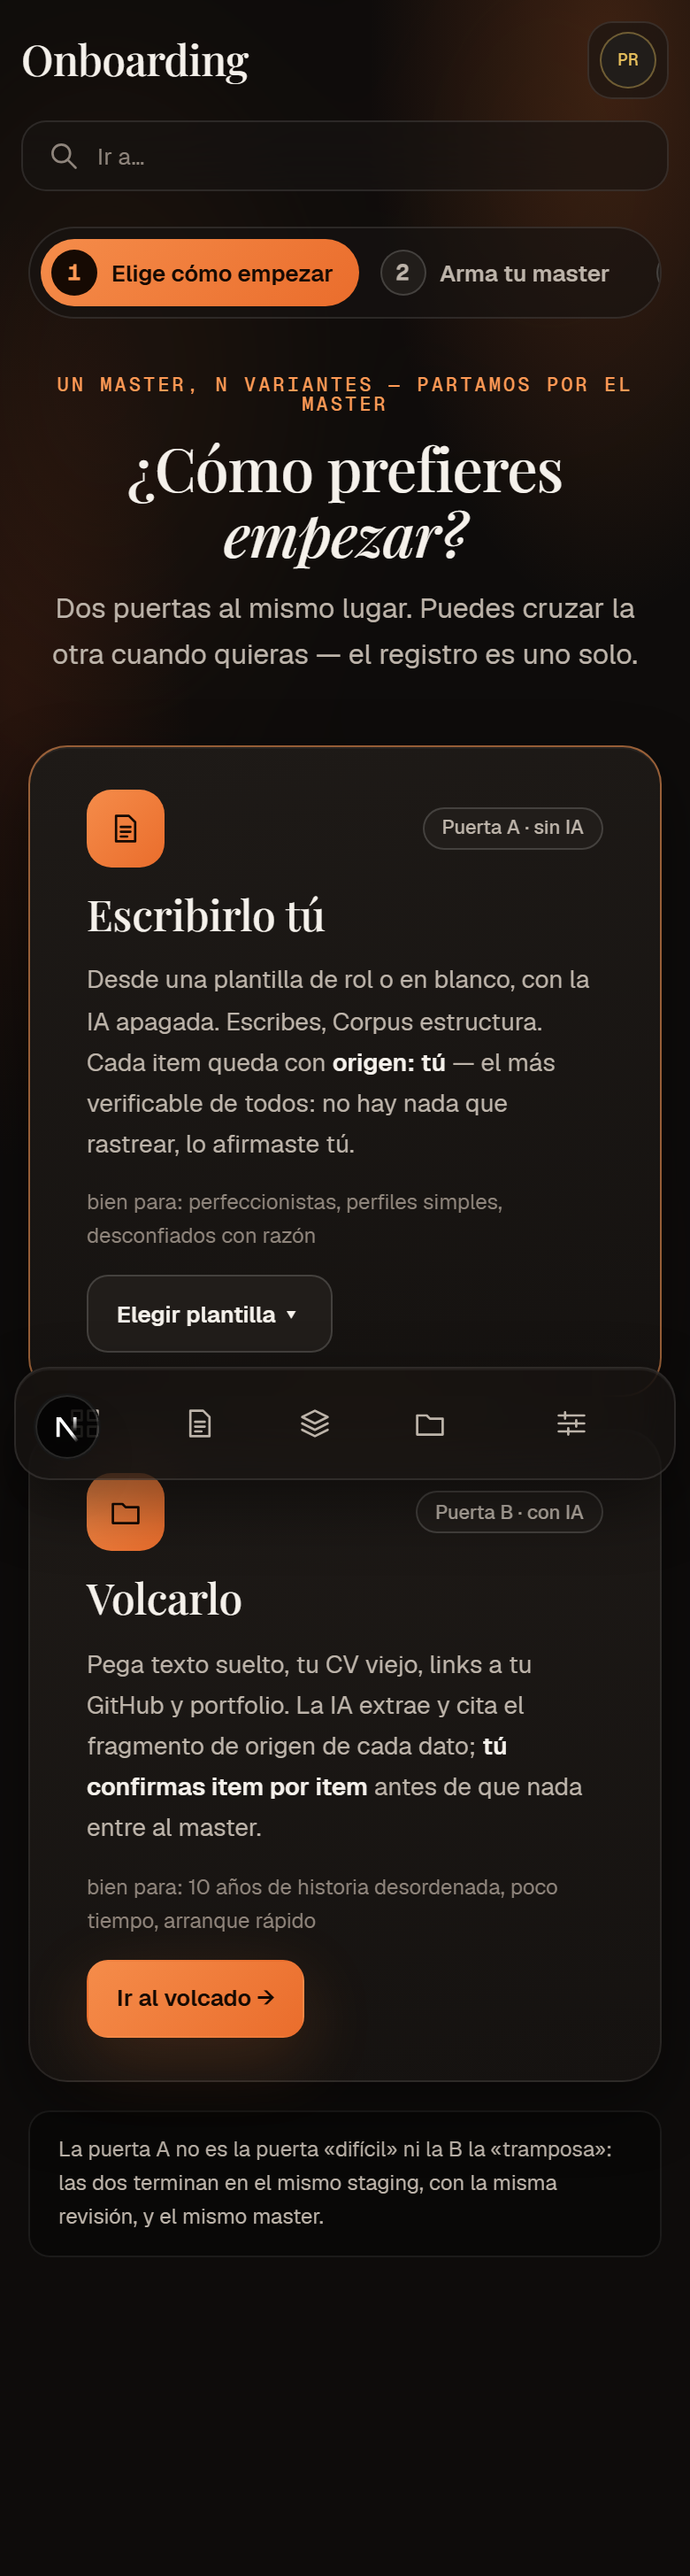 Onboarding
PR
Ir a...
1 Elige cómo empezar
2 Arma tu master
UN MASTER, N VARIANTES — PARTAMOS POR EL
MASTER
¿Cómo prefieres
empezar?
Dos puertas al mismo lugar. Puedes cruzar la
otra cuando quieras — el registro es uno solo.
Puerta A · sin IA
Escribirlo tú
Desde una plantilla de rol o en blanco, con la
IA apagada. Escribes, Corpus estructura.
Cada item queda con origen: tú — el más
verificable de todos: no hay nada que
rastrear, lo afirmaste tú.
bien para: perfeccionistas, perfiles simples,
desconfiados con razón
Elegir plantilla ▾
N
Puerta B · con IA
Volcarlo
Pega texto suelto, tu CV viejo, links a tu
GitHub y portfolio. La IA extrae y cita el
fragmento de origen de cada dato; tú
confirmas item por item antes de que nada
entre al master.
bien para: 10 años de historia desordenada, poco
tiempo, arranque rápido
Ir al volcado →
La puerta A no es la puerta «difícil» ni la B la «tramposa»:
las dos terminan en el mismo staging, con la misma
revisión, y el mismo master.